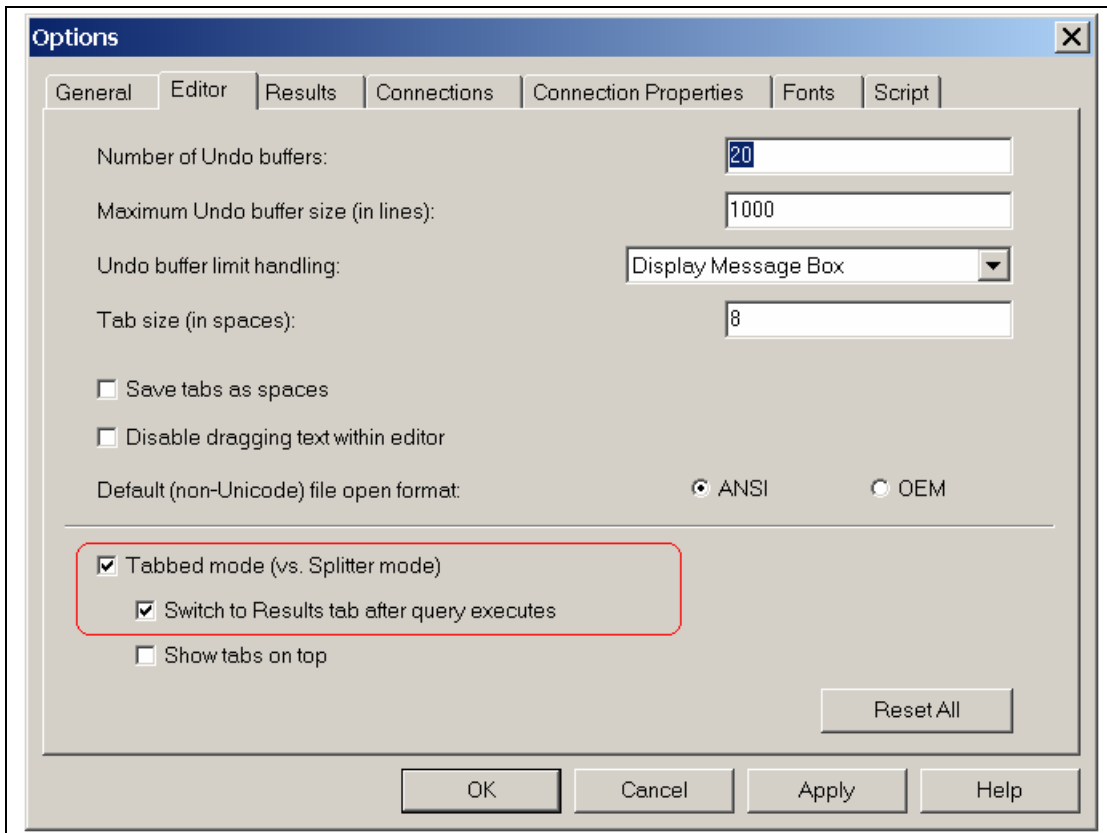 Options
General Editor Results Connections Connection Properties Fonts Script
Number of Undo buffers: 20
Maximum Undo buffer size (in lines): 1000
Undo buffer limit handling: Display Message Box
Tab size (in spaces): 8
Save tabs as spaces
Disable dragging text within editor
Default (non-Unicode) file open format: ANSI OEM
Tabbed mode (vs. Splitter mode)
Switch to Results tab after query executes
Show tabs on top
Reset All
OK Cancel Apply Help